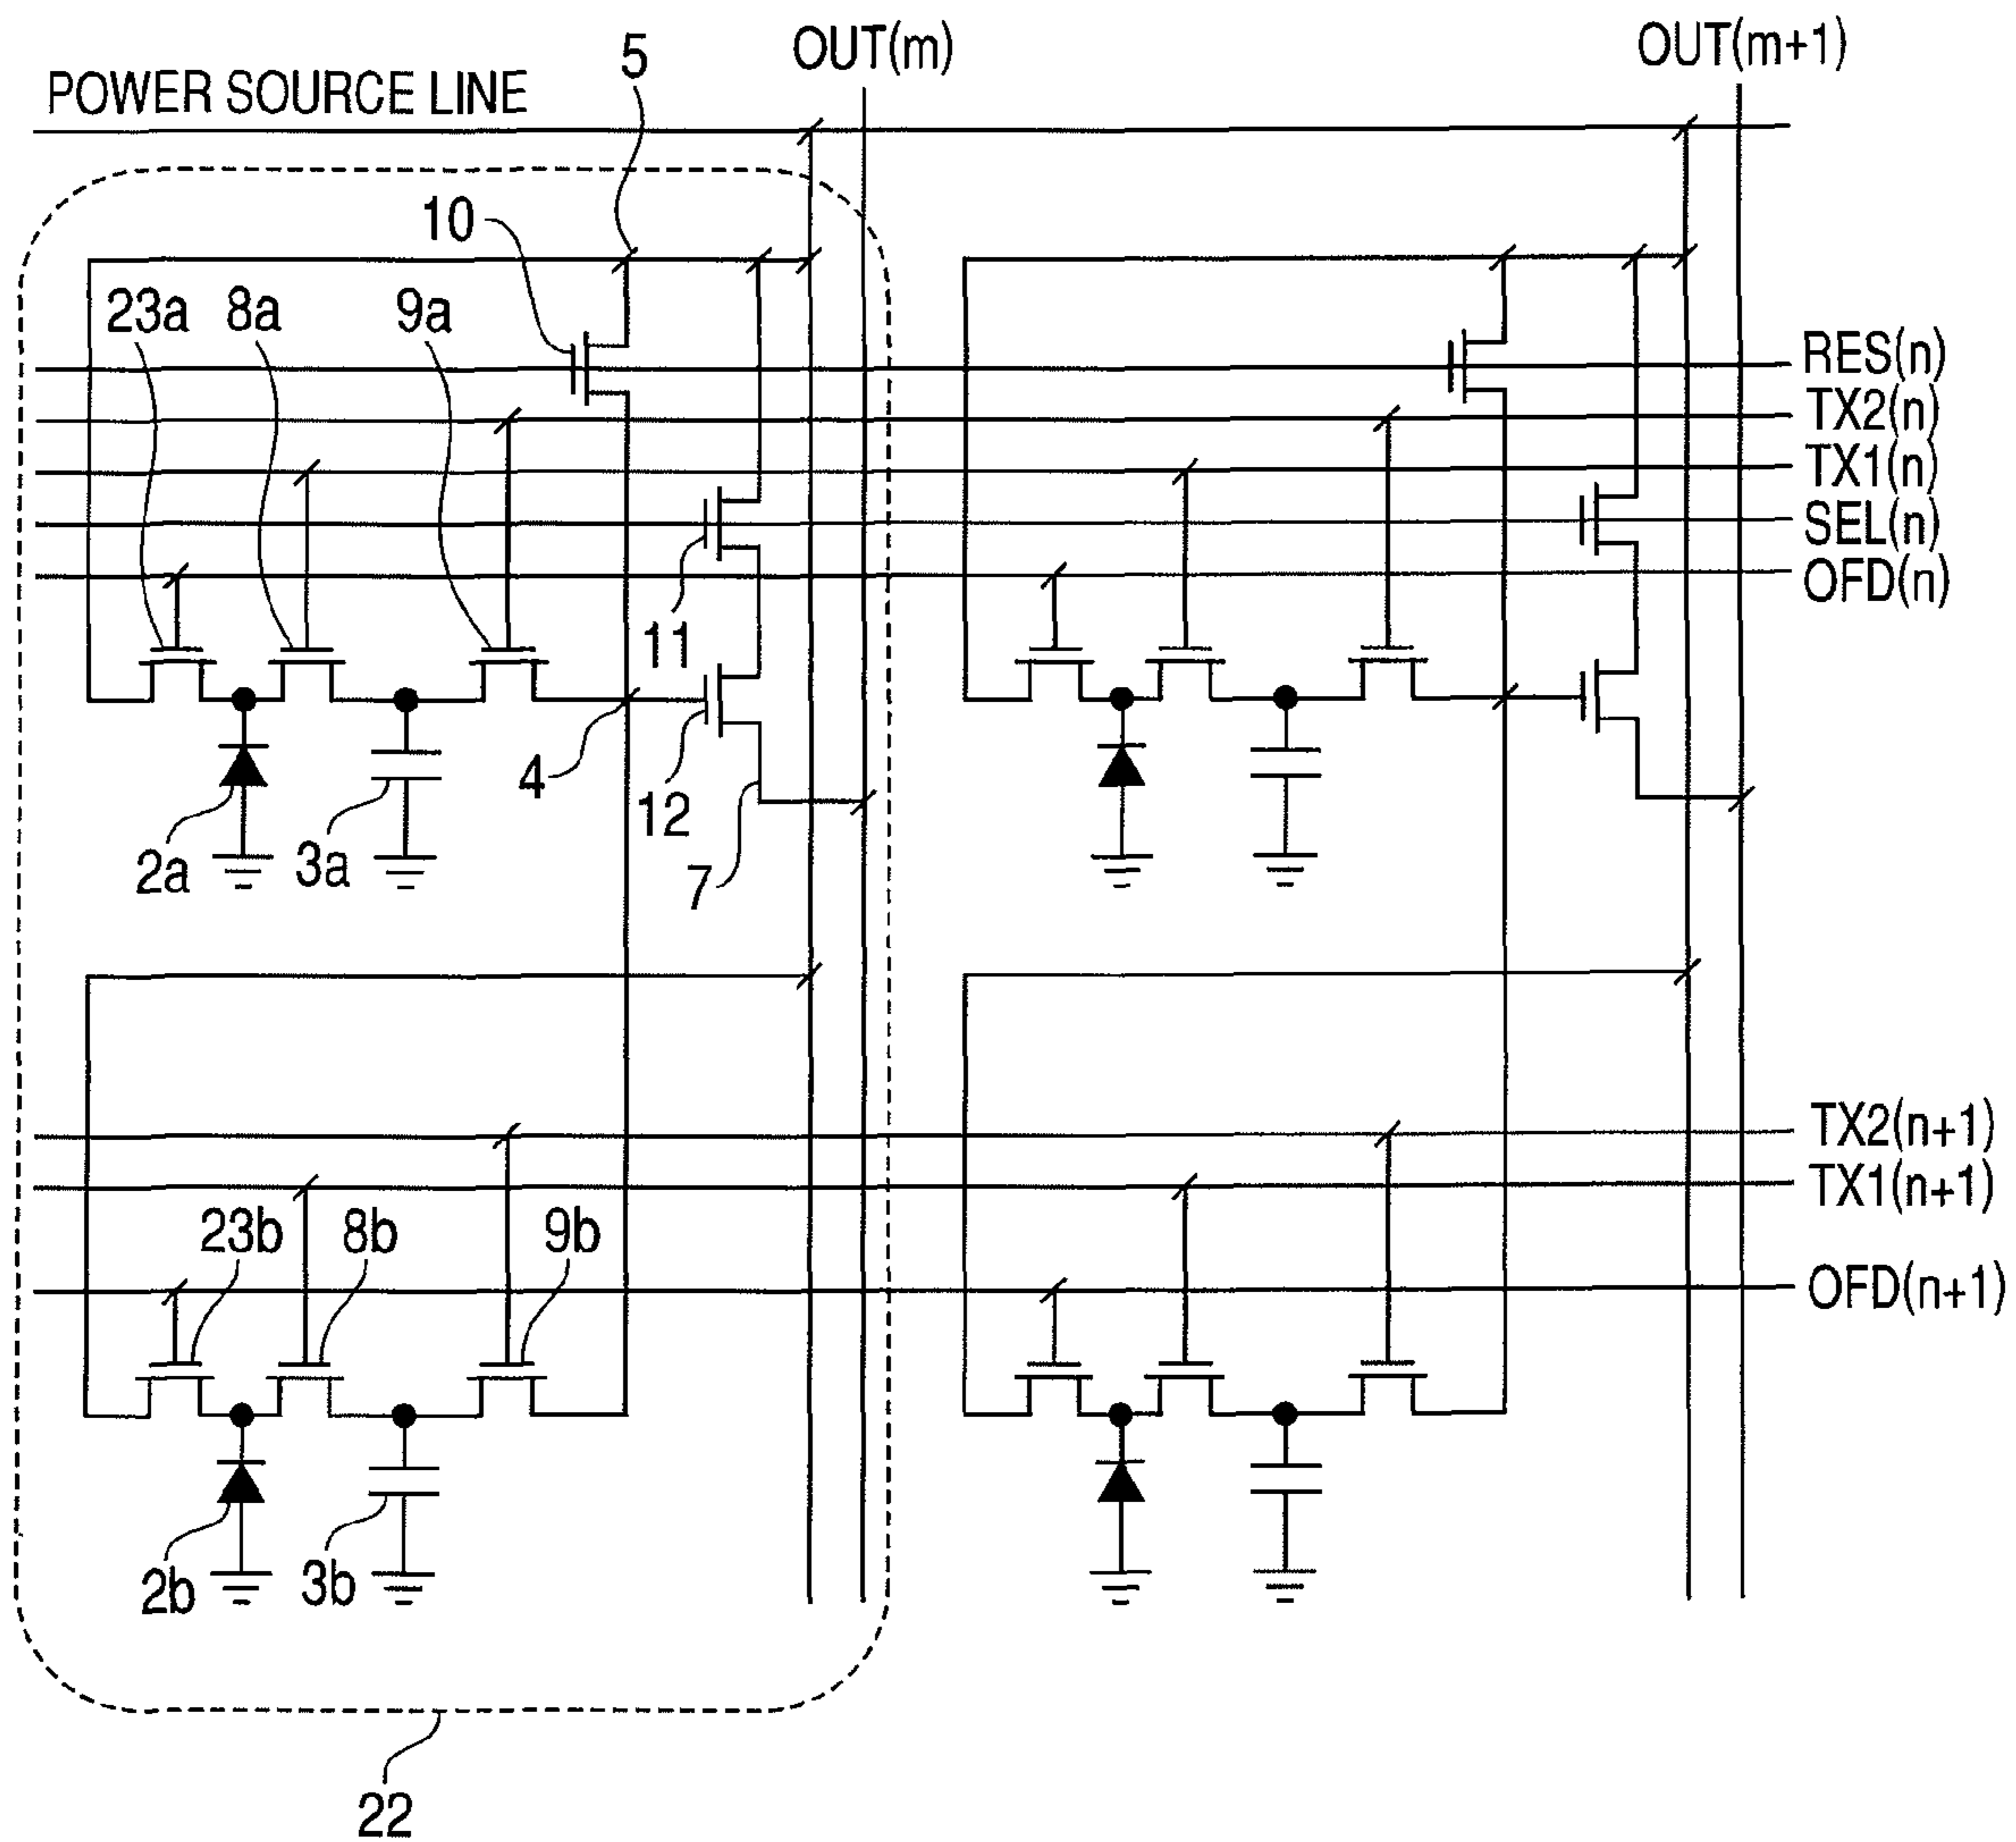 OUT(m)
OUT(m+1)
5
POWER SOURCE LINE
10
23a
8a
9a
RES(n)
TX2(n)
TX1(n)
SEL(n)
OFD(n)
11
4
12
2a
3a
7
TX2(n+1)
TX1(n+1)
23b
8b
9b
OFD(n+1)
2b
3b
22